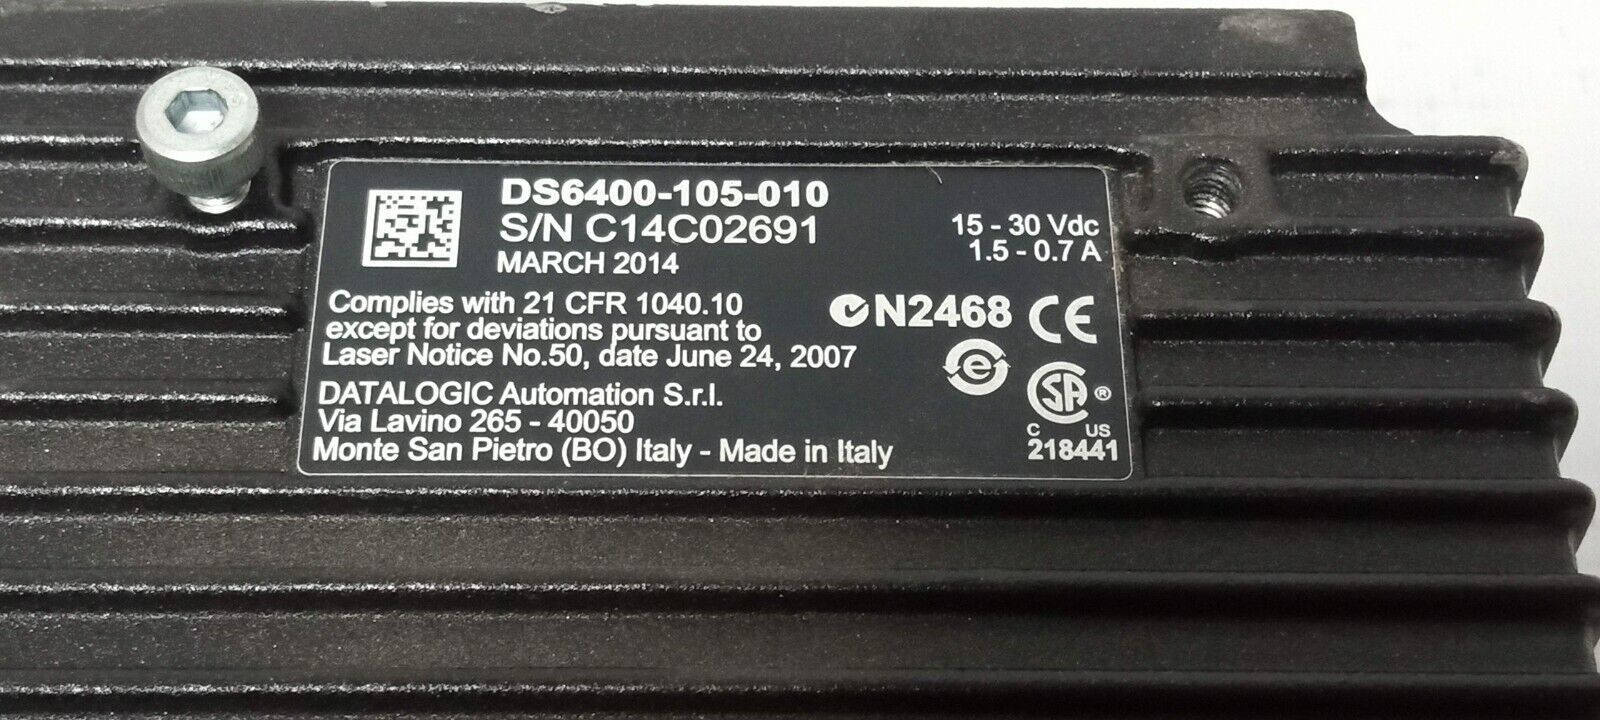 DS6400-105-010
S/N C14C02691
MARCH 2014
15 - 30 Vdc
1.5 - 0.7 A
Complies with 21 CFR 1040.10
except for deviations pursuant to
Laser Notice No.50, date June 24, 2007
N2468 CE
e
DATALOGIC Automation S.r.l.
Via Lavino 265 - 40050
Monte San Pietro (BO) Italy - Made in Italy
SA ®
C US
218441